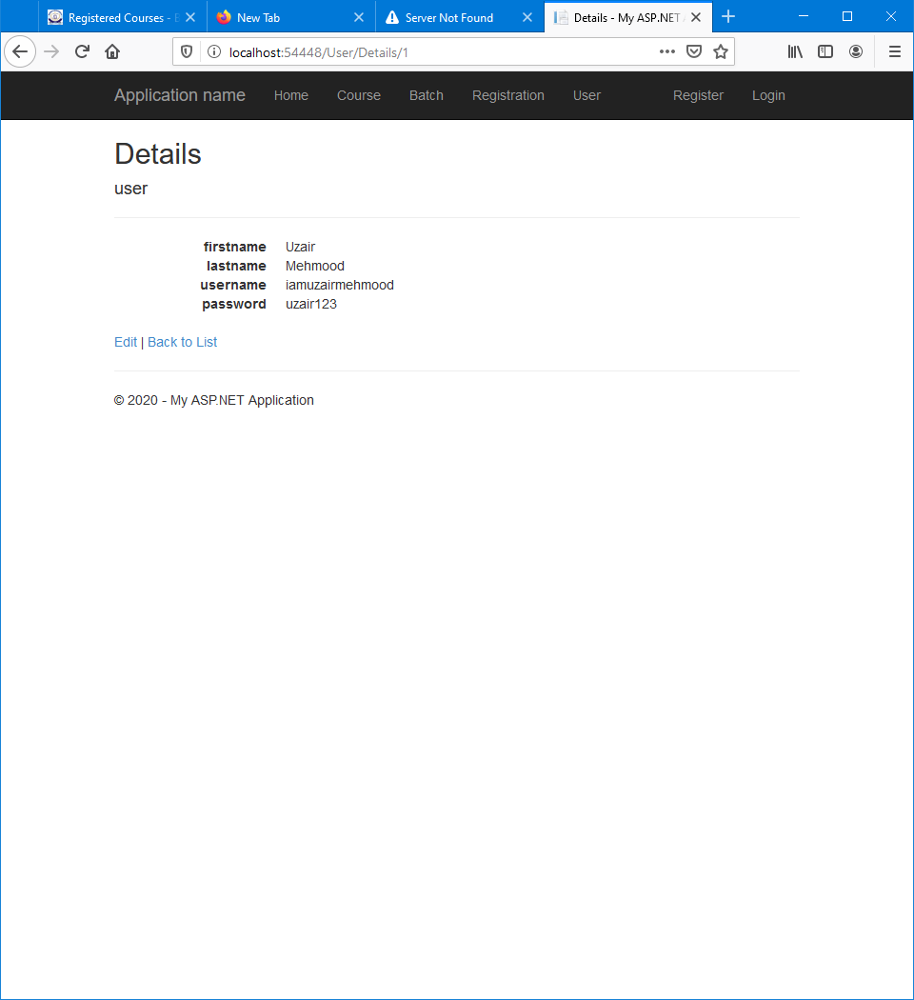 Registered Courses -
New Tab
Server Not Found
Details - My ASP.NET
localhost:54448/User/Details/1
Application name Home Course Batch Registration User Register Login
Details
user
firstname Uzair
lastname Mehmood
username iamuzairmehmood
password uzair123
Edit | Back to List
© 2020 - My ASP.NET Application